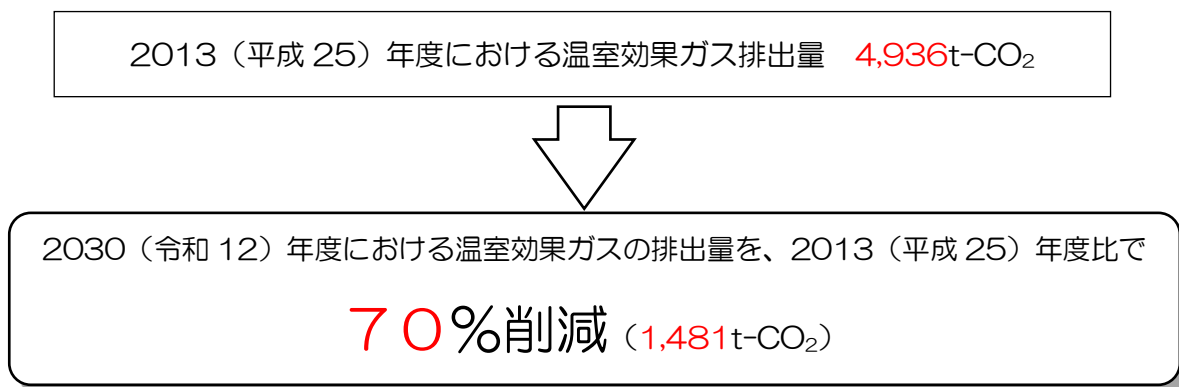 2013（平成 25）年度における温室効果ガス排出量　4,936t-CO₂
2030（令和 12）年度における温室効果ガスの排出量を、2013（平成 25）年度比で
７０％削減（1,481t-CO₂）